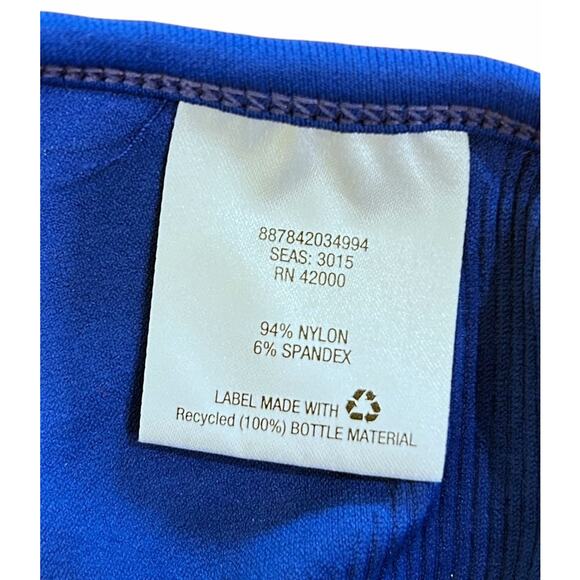 887842034994
SEAS: 3015
RN 42000
94% NYLON
6% SPANDEX
LABEL MADE WITH
Recycled (100%) BOTTLE MATERIAL